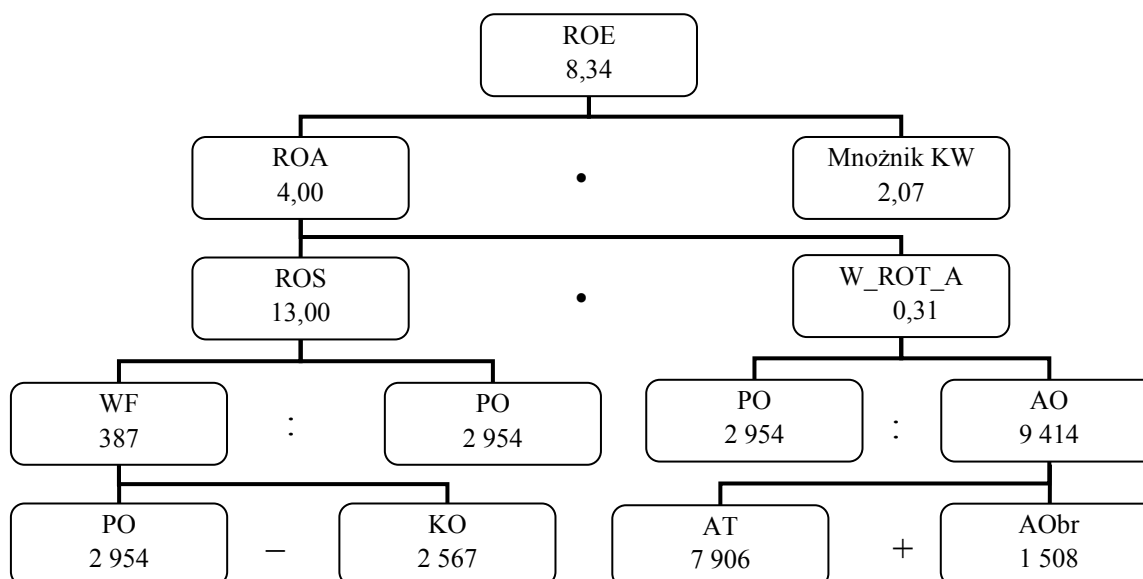 ROE
8,34
ROA
4,00
•
Mnożnik KW
2,07
ROS
13,00
•
W_ROT_A
0,31
WF
387
:
PO
2 954
PO
2 954
:
AO
9 414
PO
2 954
–
KO
2 567
AT
7 906
+
AObr
1 508